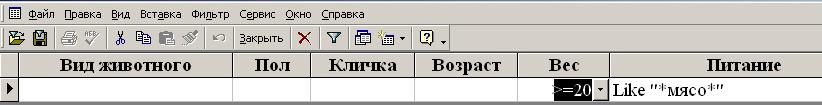 Файл Правка Вид Вставка Фильтр Сервис Окно Справка
Закрыть
Вид животного Пол Кличка Возраст Вес Питание
>=20 Like "*мясо*"